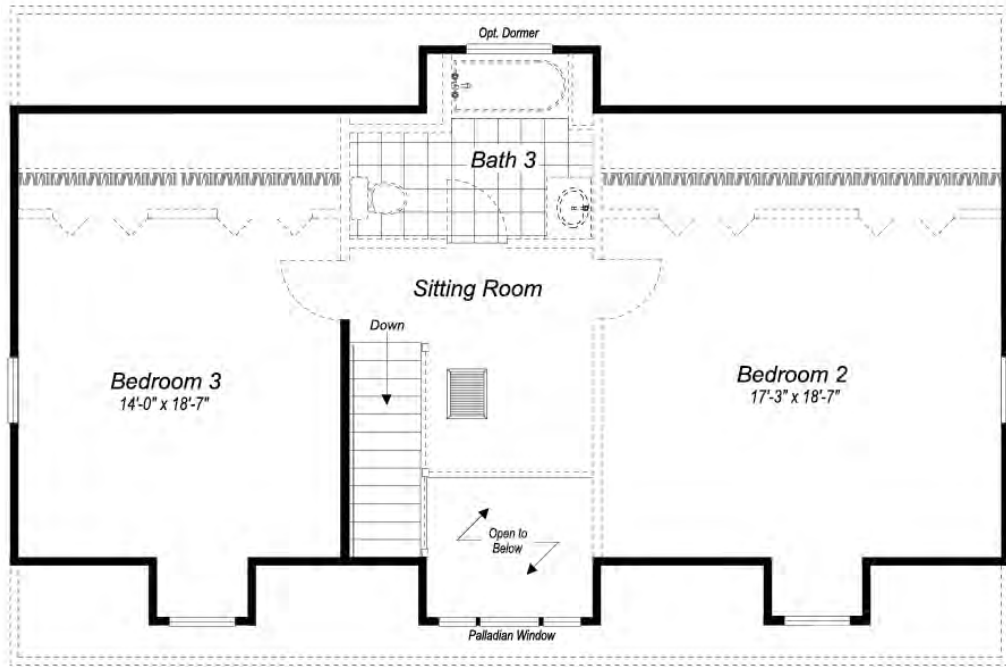 Opt. Dormer
Bath 3
Sitting Room
Down
Bedroom 3
14'-0" x 18'-7"
Bedroom 2
17'-3" x 18'-7"
Open to
Below
Palladian Window